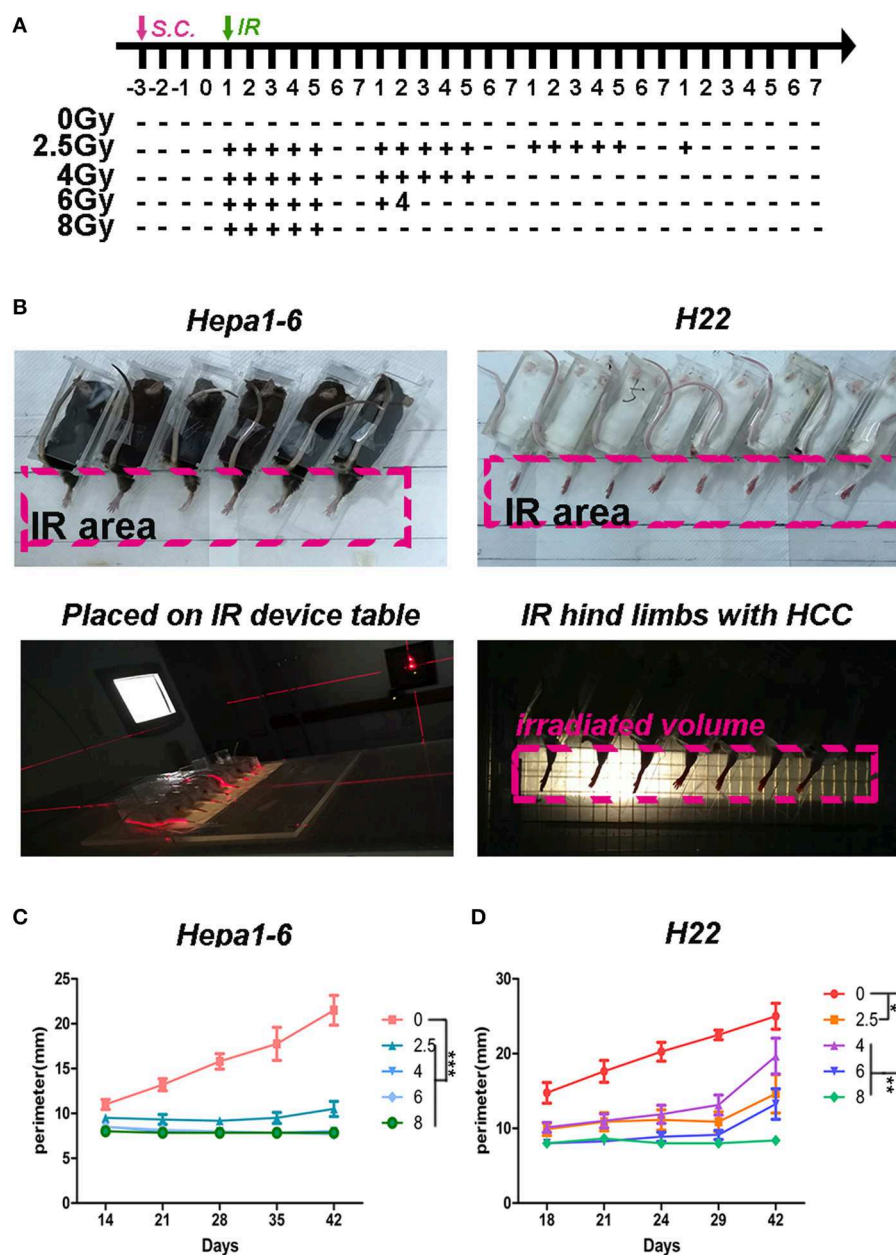 A
S.C. IR
-3 -2 -1 0 1 2 3 4 5 6 7 1 2 3 4 5 6 7 1 2 3 4 5 6 7 1 2 3 4 5 6 7
0Gy - - - - - - - - - - - - - - - - - - - - - - - - - - - - - - - -
2.5Gy - - - - + + + + + - - + + + + + - - + + + + + - - + - - - - - -
4Gy - - - - + + + + + - - + + + + + - - - - - - - - - - - - - - - -
6Gy - - - - + + + + + - - + 4 - - - - - - - - - - - - - - - - - - -
8Gy - - - - + + + + + - - - - - - - - - - - - - - - - - - - - - - -
B
Hepa1-6
H22
IR area
IR area
Placed on IR device table
IR hind limbs with HCC
irradiated volume
C
Hepa1-6
perimeter(mm)
25
20
15
10
5
0
14 21 28 35 42
Days
0
2.5
4
6
8
***
D
H22
perimeter(mm)
30
20
10
0
18 21 24 29 42
Days
0
2.5
4
6
8
*
**